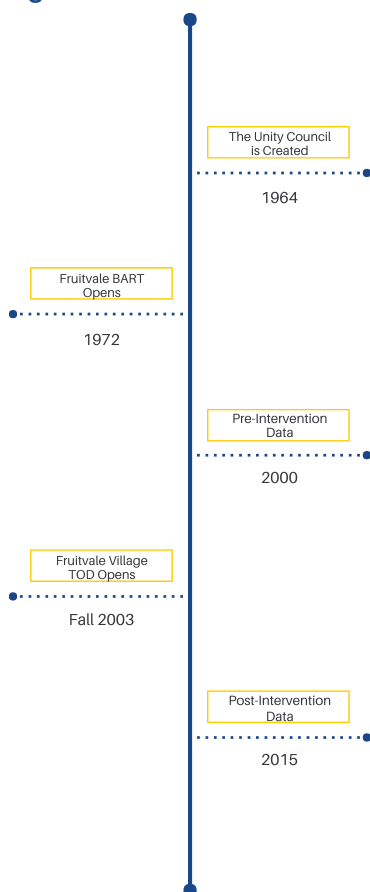 The Unity Council
is Created
1964
Fruitvale BART
Opens
1972
Pre-Intervention
Data
2000
Fruitvale Village
TOD Opens
Fall 2003
Post-Intervention
Data
2015